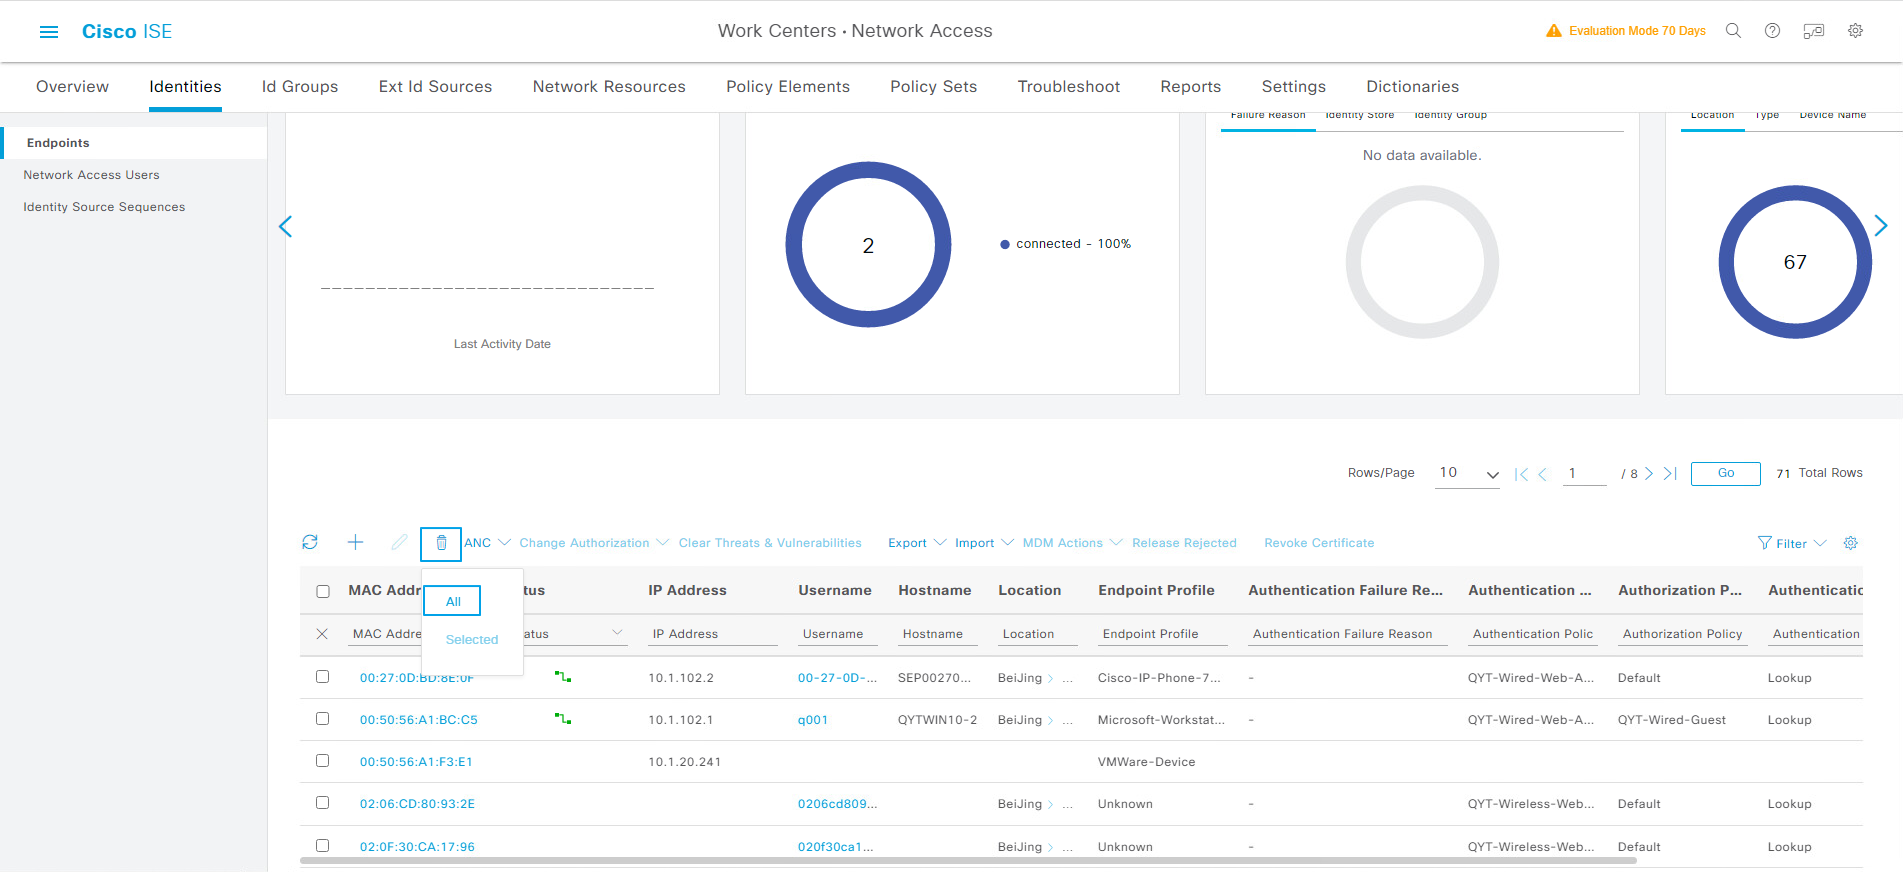 Cisco ISE
Work Centers · Network Access
Evaluation Mode 70 Days
Overview
Identities
Id Groups
Ext Id Sources
Network Resources
Policy Elements
Policy Sets
Troubleshoot
Reports
Settings
Dictionaries
Endpoints
Network Access Users
Identity Source Sequences
Last Activity Date
2
connected - 100%
Failure Reason Identity Store Identity Group
No data available.
Location Type Device Name
67
Rows/Page 10 1 / 8 Go 71 Total Rows
ANC Change Authorization Clear Threats & Vulnerabilities Export Import MDM Actions Release Rejected Revoke Certificate Filter
All
Selected
MAC Addr tus IP Address Username Hostname Location Endpoint Profile Authentication Failure Re... Authentication ... Authorization P... Authenticatic
MAC Addre atus IP Address Username Hostname Location Endpoint Profile Authentication Failure Reason Authentication Polic Authorization Policy Authentication
00:27:0D:BD:8E:0F 10.1.102.2 00-27-0D-... SEP00270... BeiJing ... Cisco-IP-Phone-7... - QYT-Wired-Web-A... Default Lookup
00:50:56:A1:BC:C5 10.1.102.1 q001 QYTWIN10-2 BeiJing ... Microsoft-Workstat... - QYT-Wired-Web-A... QYT-Wired-Guest Lookup
00:50:56:A1:F3:E1 10.1.20.241 VMWare-Device
02:06:CD:80:93:2E 0206cd809... BeiJing ... Unknown - QYT-Wireless-Web... Default Lookup
02:0F:30:CA:17:96 020f30ca1... BeiJing ... Unknown - QYT-Wireless-Web... Default Lookup